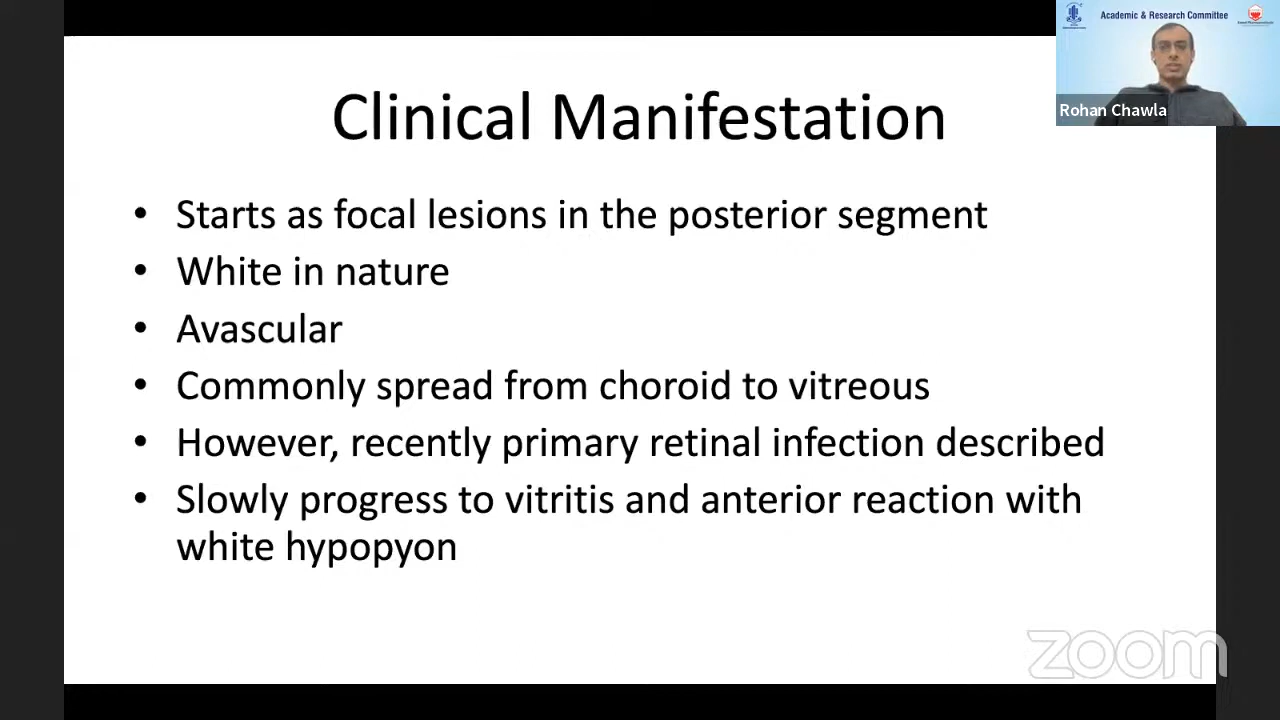 Academic & Research Committee
Rohan Chawla
Clinical Manifestation
• Starts as focal lesions in the posterior segment
• White in nature
• Avascular
• Commonly spread from choroid to vitreous
• However, recently primary retinal infection described
• Slowly progress to vitritis and anterior reaction with
white hypopyon
zoom